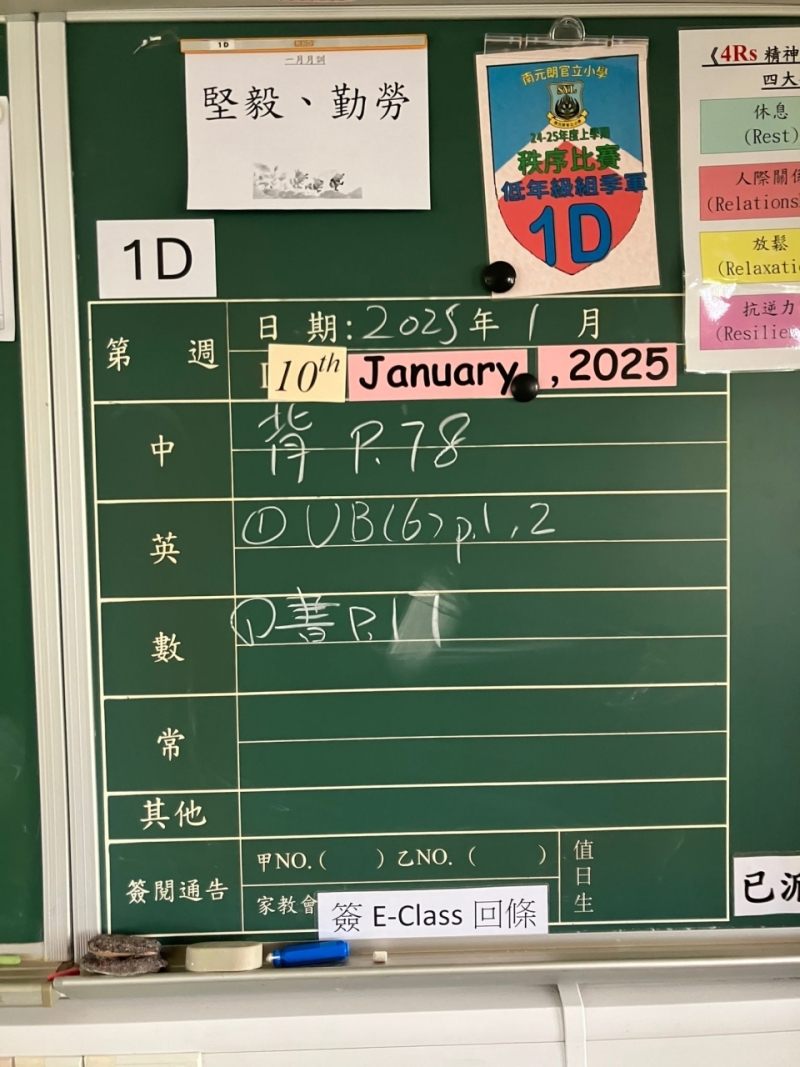 1D
一月月訓
堅毅、勤勞
南元朗官立小學
24-25年度上學期
秩序比賽
低年級組季軍
1D
《4Rs 精神
四大
休息
(Rest)
人際關係
(Relations
放鬆
(Relaxatio
抗逆力
(Resilie
1D
第 週
日 期:2025年 1 月
10th January, 2025
中
背 P.78
英
① UB(6) p.1, 2
數
① 書 P.17
常
其他
簽閱通告
甲NO.( ) 乙NO. ( )
家教會
值日生
簽 E-Class 回條
已派